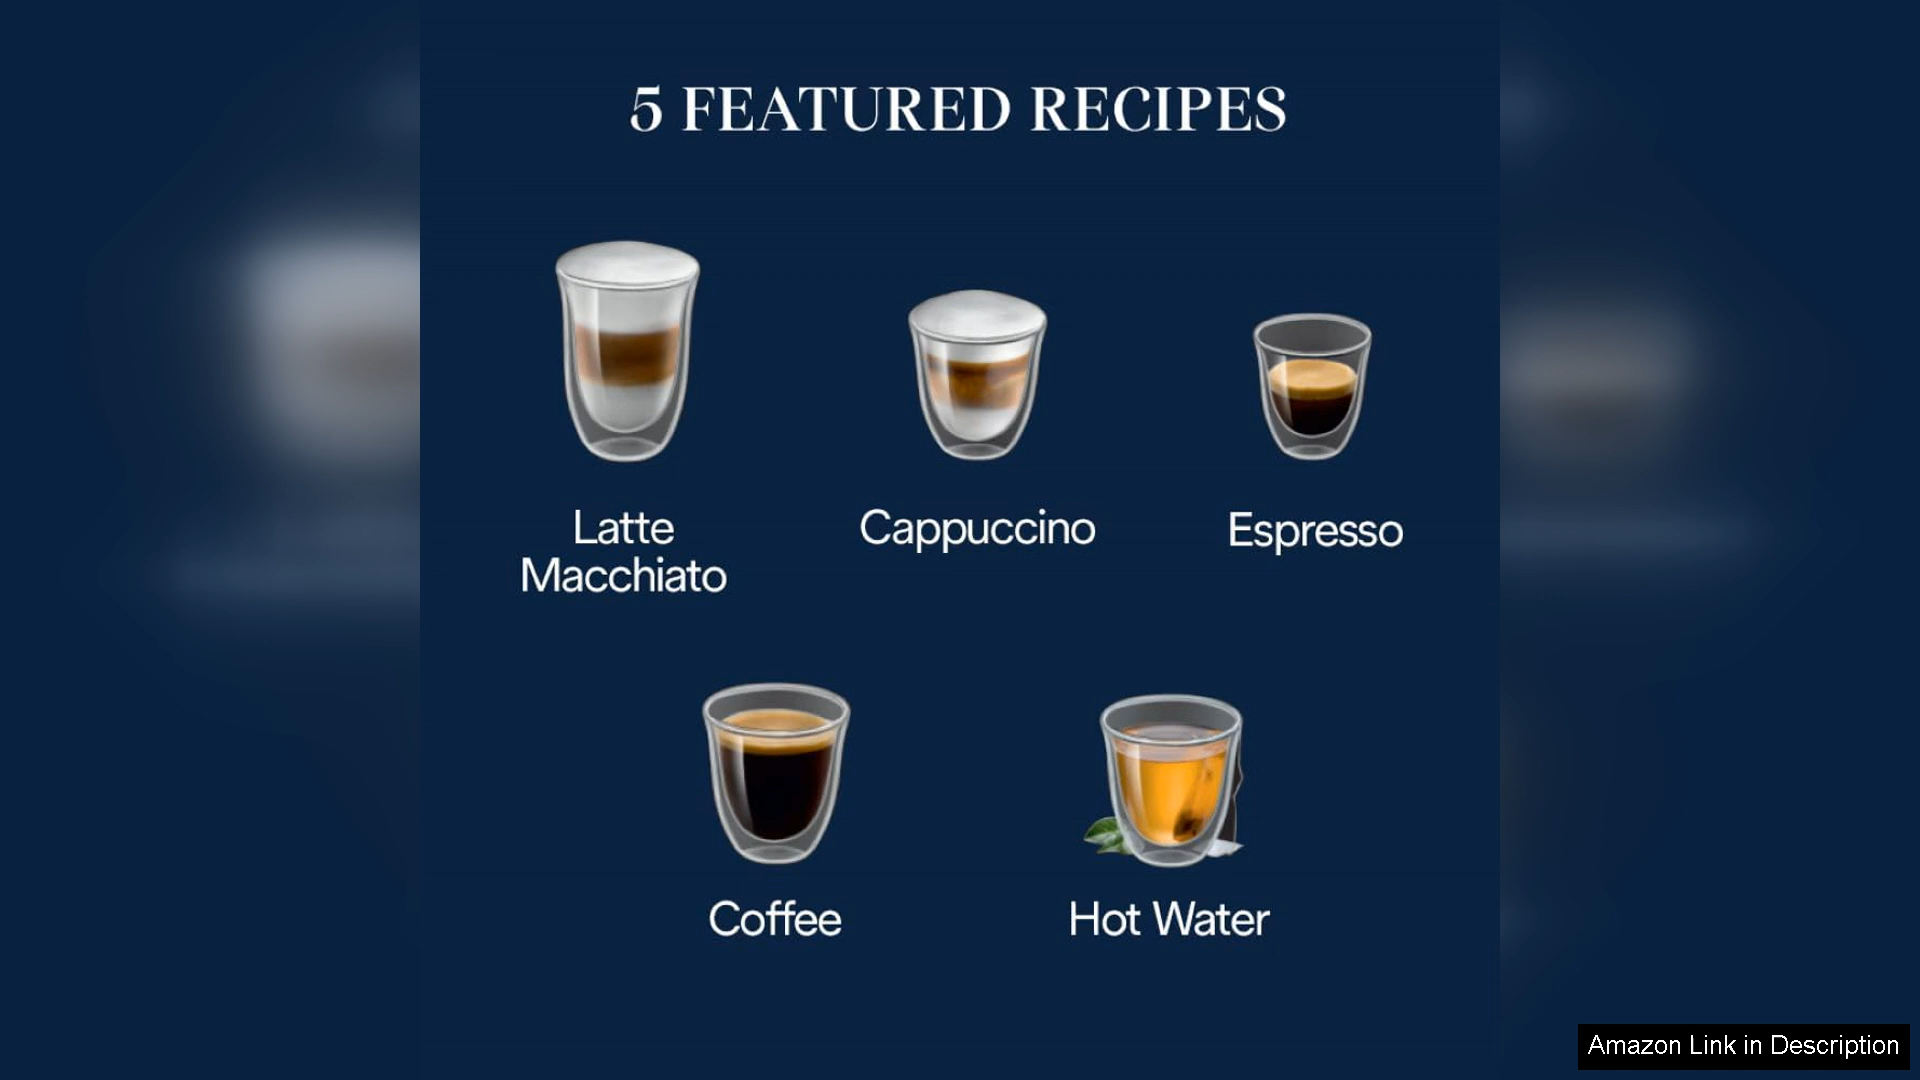 5 FEATURED RECIPES
Latte
Macchiato
Cappuccino
Espresso
Coffee
Hot Water
Amazon Link in Description